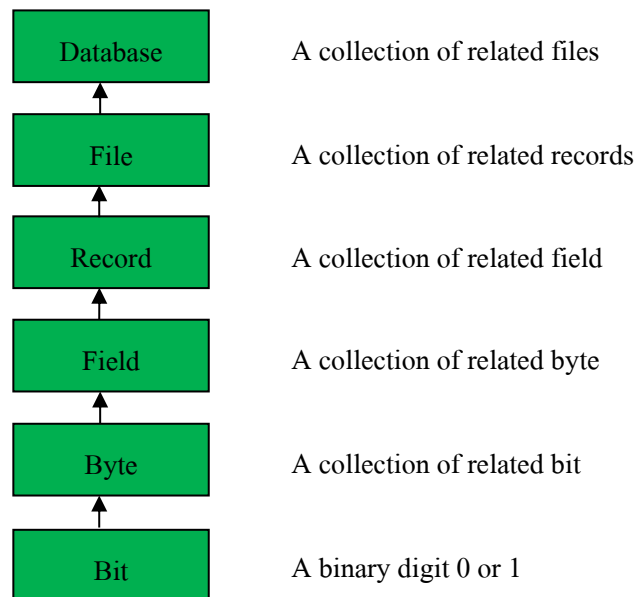 Database A collection of related files
File A collection of related records
Record A collection of related field
Field A collection of related byte
Byte A collection of related bit
Bit A binary digit 0 or 1